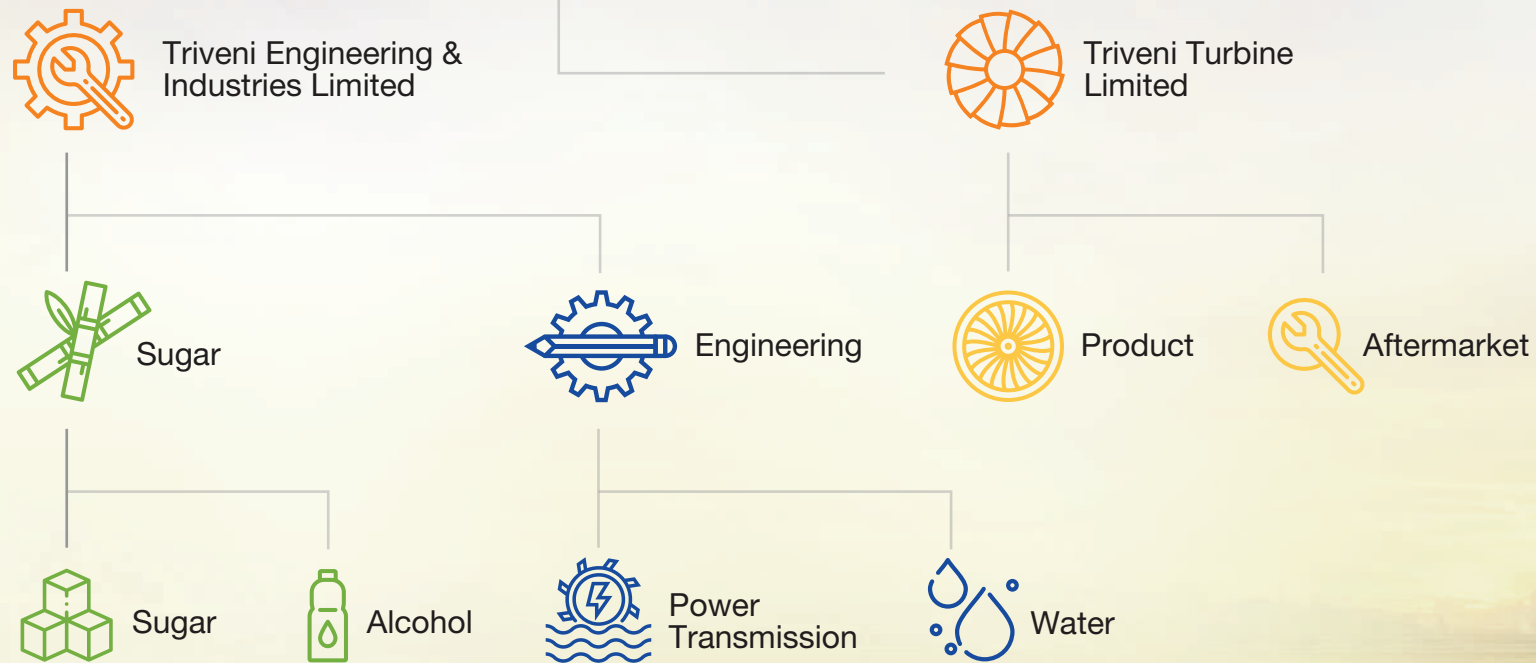 Triveni Engineering &
Industries Limited
Triveni Turbine
Limited
Sugar
Engineering
Product
Aftermarket
Sugar
Alcohol
Power
Transmission
Water